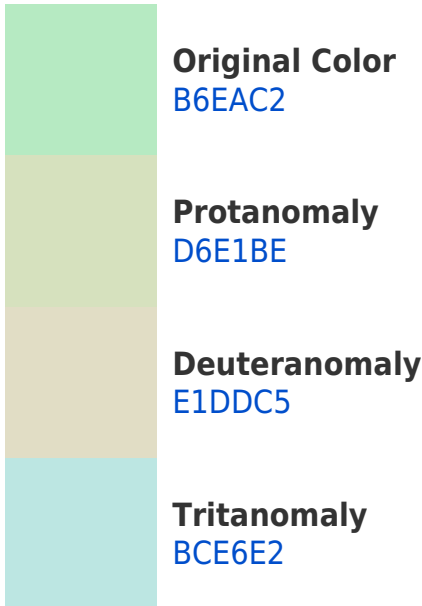 Original Color
B6EAC2
Protanomaly
D6E1BE
Deuteranomaly
E1DDC5
Tritanomaly
BCE6E2